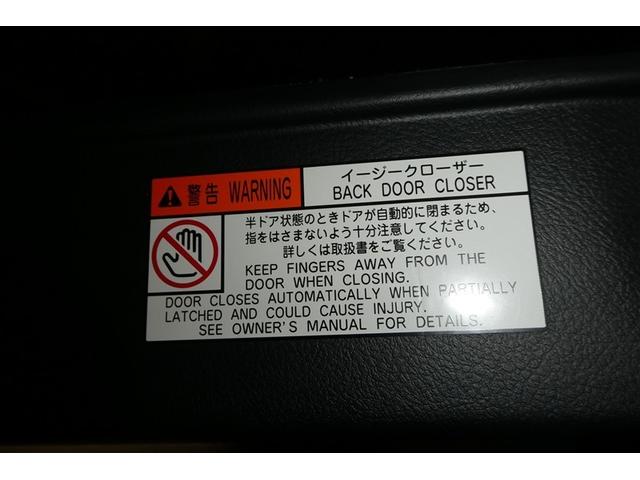 警告 WARNING
イージークローザー
BACK DOOR CLOSER
半ドア状態のときドアが自動的に閉まるため、
指をはさまないよう十分注意してください。
詳しくは取扱書をご覧ください。
KEEP FINGERS AWAY FROM THE
DOOR WHEN CLOSING.
DOOR CLOSES AUTOMATICALLY WHEN PARTIALLY
LATCHED AND COULD CAUSE INJURY.
SEE OWNER'S MANUAL FOR DETAILS.